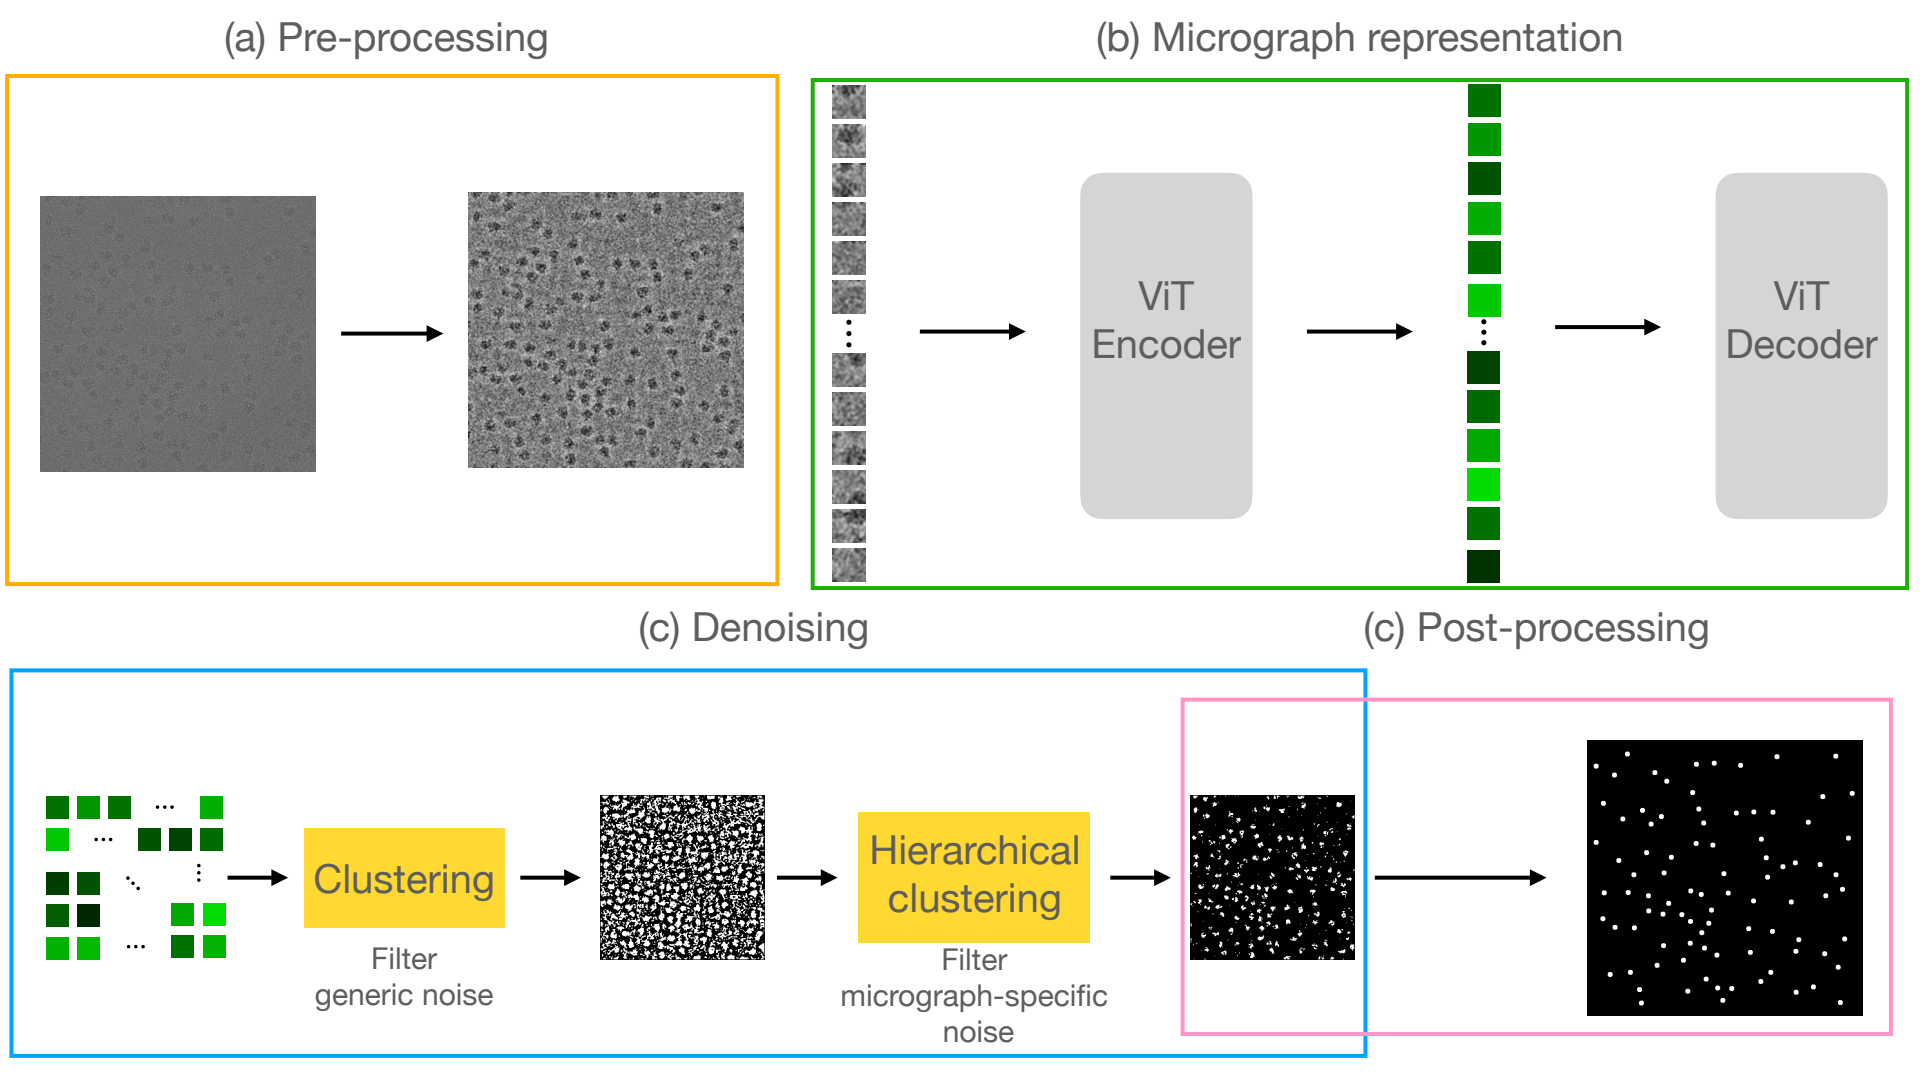 (a) Pre-processing
(b) Micrograph representation
ViT
Encoder
ViT
Decoder
(c) Denoising
(c) Post-processing
Clustering
Filter
generic noise
Hierarchical
clustering
Filter
micrograph-specific
noise